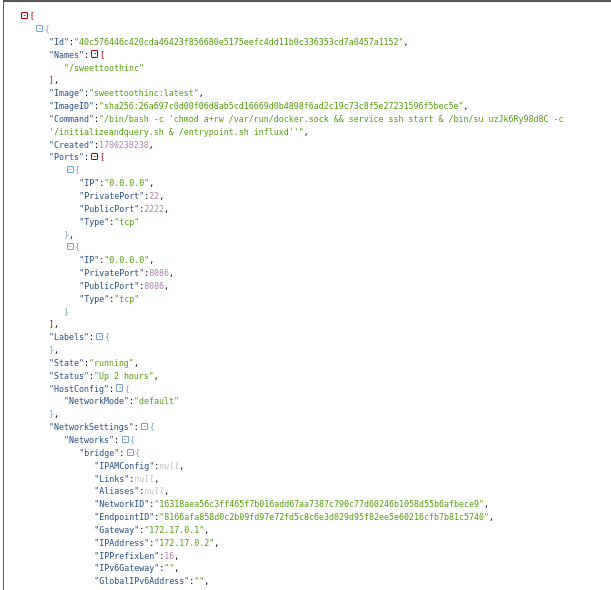 [
{
"Id":"40c576446c420cda46423f856680e5175eefc4dd11b0c336353cd7a0457a1152",
"Names":[
"/sweettoothinc"
],
"Image":"sweettoothinc:latest",
"ImageID":"sha256:26a697c0d00f06d8ab5cd16669d0b4898f6ad2c19c73c8f5e27231596f5bec5e",
"Command":"/bin/bash -c 'chmod a+rw /var/run/docker.sock && service ssh start & /bin/su uzJk6Ry98d8C -c
'/initializeandquery.sh & /entrypoint.sh influxd''",
"Created":1700238238,
"Ports":[
{
"IP":"0.0.0.0",
"PrivatePort":22,
"PublicPort":2222,
"Type":"tcp"
},
{
"IP":"0.0.0.0",
"PrivatePort":8086,
"PublicPort":8086,
"Type":"tcp"
}
],
"Labels":{
},
"State":"running",
"Status":"Up 2 hours",
"HostConfig":{
"NetworkMode":"default"
},
"NetworkSettings":{
"Networks":{
"bridge":{
"IPAMConfig":null,
"Links":null,
"Aliases":null,
"NetworkID":"16318aea56c3ff465f7b016add67aa7387c790c77d60246b1058d55b6afbece9",
"EndpointID":"8166afa858d0c2b09fd97e72fd5c8c6e3d029d95f82ee5e60216cfb7b81c5740",
"Gateway":"172.17.0.1",
"IPAddress":"172.17.0.2",
"IPPrefixLen":16,
"IPv6Gateway":"",
"GlobalIPv6Address":"",